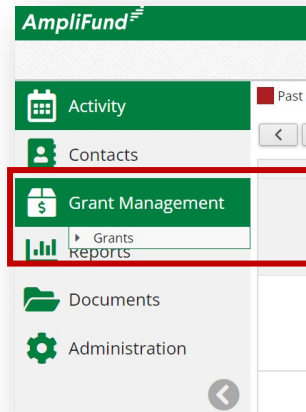 AmpliFund
Activity
Past
Contacts
Grant Management
Grants
Reports
Documents
Administration